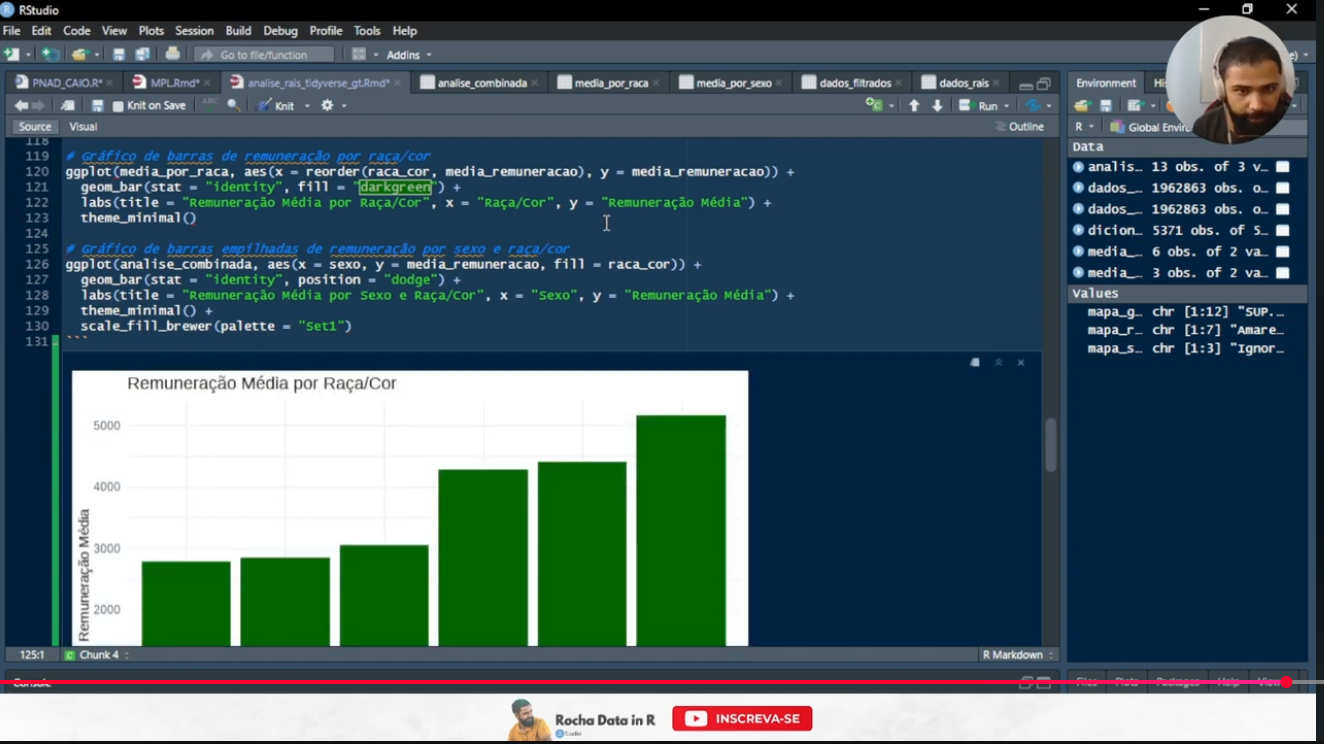 RStudio
File Edit Code View Plots Session Build Debug Profile Tools Help
Go to file/function Addins
PNAD_CAIO.R* MPL.Rmd* analise_rais_tidyverse_gt.Rmd* analise_combinada media_por_raca media_por_sexo dados_filtrados dados_rais
Knit on Save ABC Knit Run
Source Visual Outline
118
119 # Gráfico de barras de remuneração por raça/cor
120 ggplot(media_por_raca, aes(x = reorder(raca_cor, media_remuneracao), y = media_remuneracao)) +
121 geom_bar(stat = "identity", fill = "darkgreen") +
122 labs(title = "Remuneração Média por Raça/Cor", x = "Raça/Cor", y = "Remuneração Média") +
123 theme_minimal()
124
125 # Gráfico de barras empilhadas de remuneração por sexo e raça/cor
126 ggplot(analise_combinada, aes(x = sexo, y = media_remuneracao, fill = raca_cor)) +
127 geom_bar(stat = "identity", position = "dodge") +
128 labs(title = "Remuneração Média por Sexo e Raça/Cor", x = "Sexo", y = "Remuneração Média") +
129 theme_minimal() +
130 scale_fill_brewer(palette = "Set1")
131 ```
Remuneração Média por Raça/Cor
5000
4000
3000
2000
Remuneração Média
125:1 Chunk 4 R Markdown
Console
Environment
R Global
Data
analis… 13 obs. of 3 v…
dados_… 1962863 obs. o…
dados_… 1962863 obs. o…
dicion… 5371 obs. of 5…
media_… 6 obs. of 2 va…
media_… 3 obs. of 2 va…
Values
mapa_g… chr [1:12] "SUP.…
mapa_r… chr [1:7] "Amare…
mapa_s… chr [1:3] "Ignor…
Files Plots Packages Help
Rocha Data in R
Studio
INSCREVA-SE